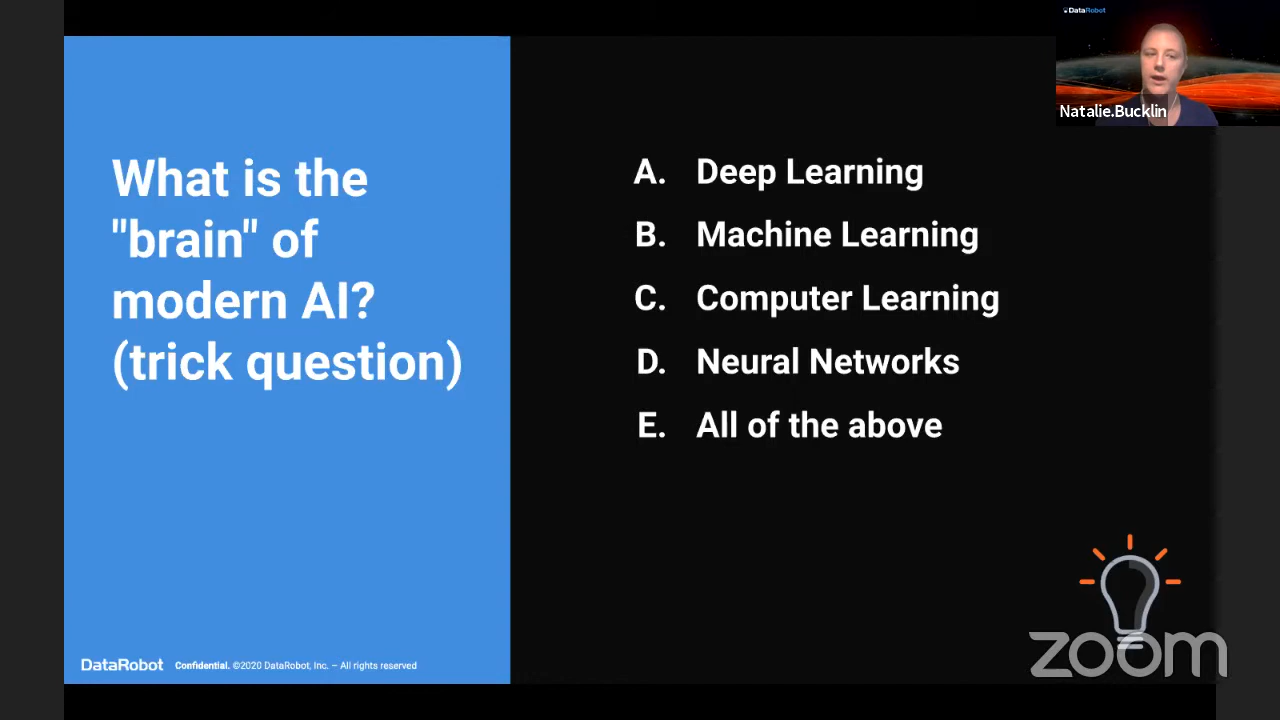 DataRobot
Natalie.Bucklin
What is the
"brain" of
modern AI?
(trick question)
A. Deep Learning
B. Machine Learning
C. Computer Learning
D. Neural Networks
E. All of the above
DataRobot Confidential. ©2020 DataRobot, Inc. – All rights reserved
zoom